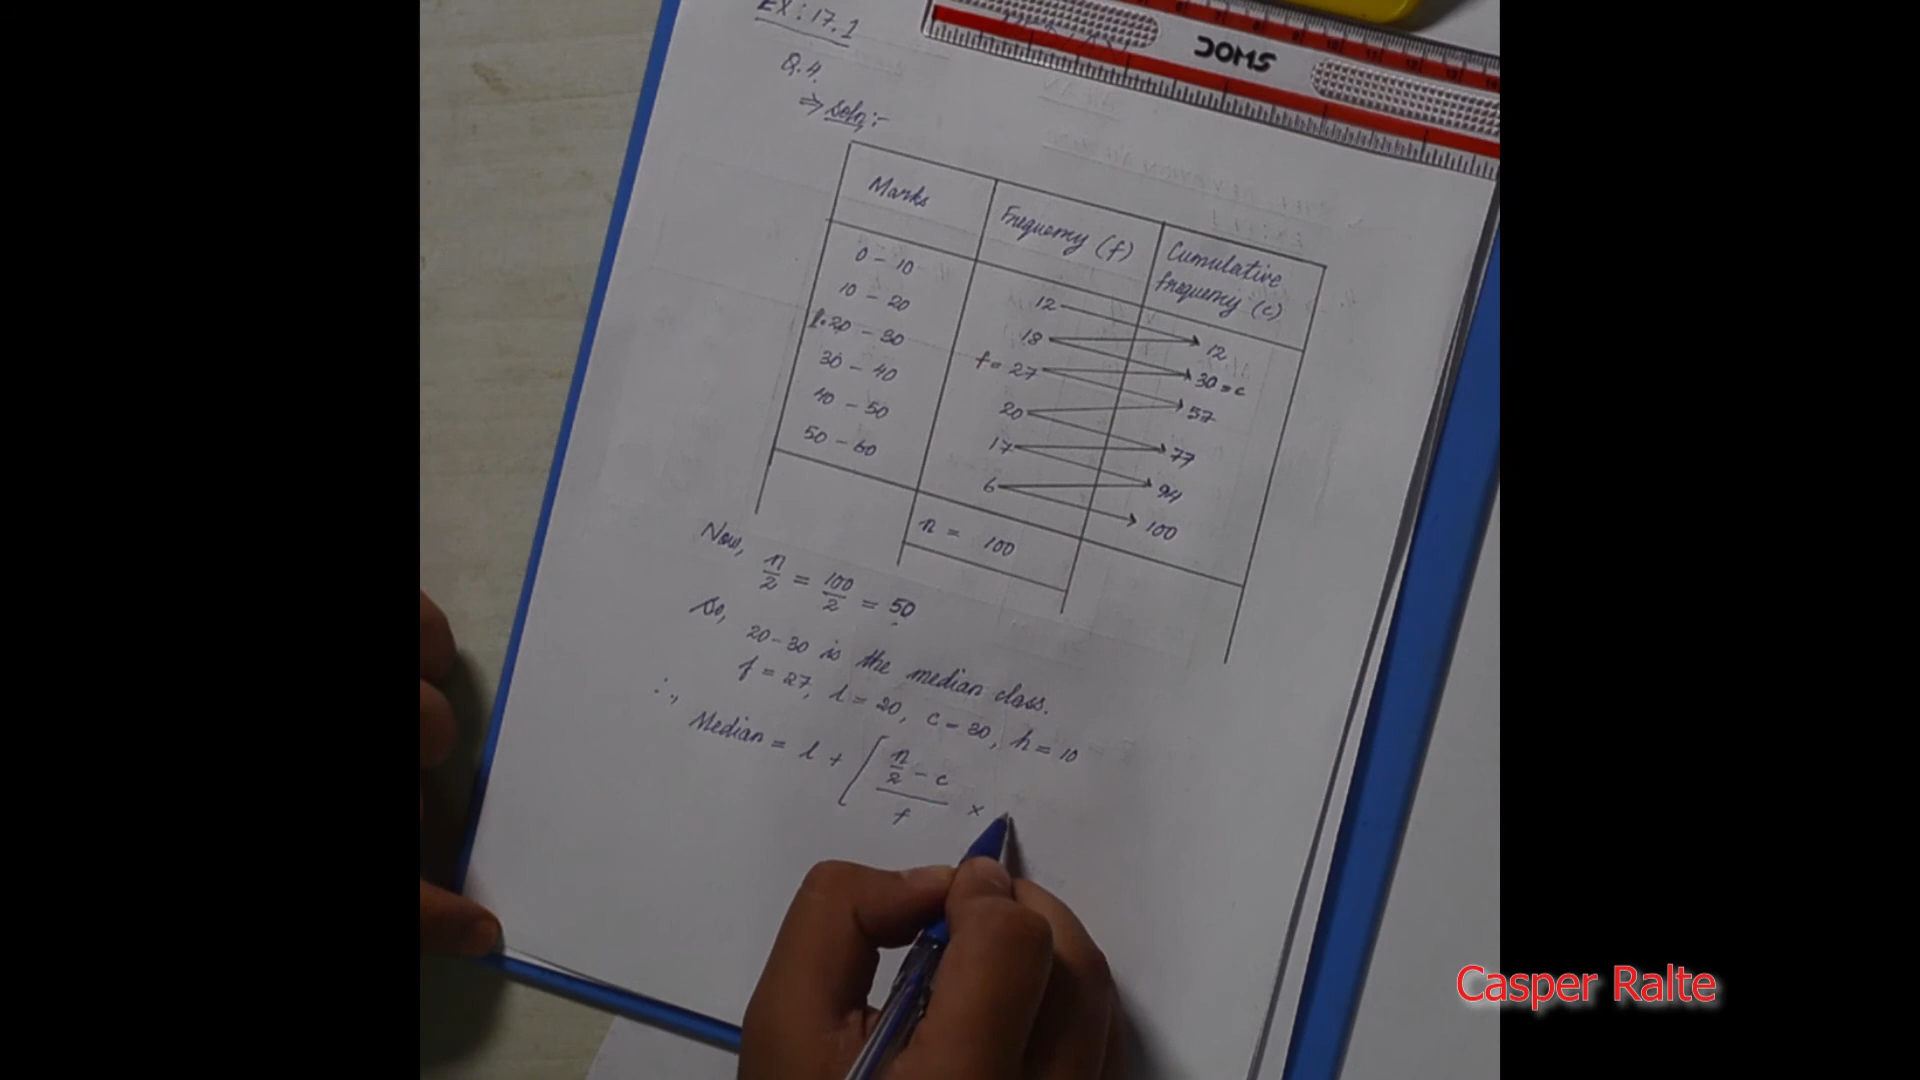 Ex: 17.1
DOMS
Q.4.
⇒ Soln:-
Marks Frequency (f) Cumulative frequency (c)
0 - 10 12 12
10 - 20 18 30 = c
l. 20 - 30 f = 27 57
30 - 40 20 77
40 - 50 17 94
50 - 60 6 100
n = 100
Now,
n/2 = 100/2 = 50
So,
20-30 is the median class.
f = 27, l = 20, c = 30, h = 10
∴, Median = l + [ (n/2 - c)/f ×
Casper Ralte